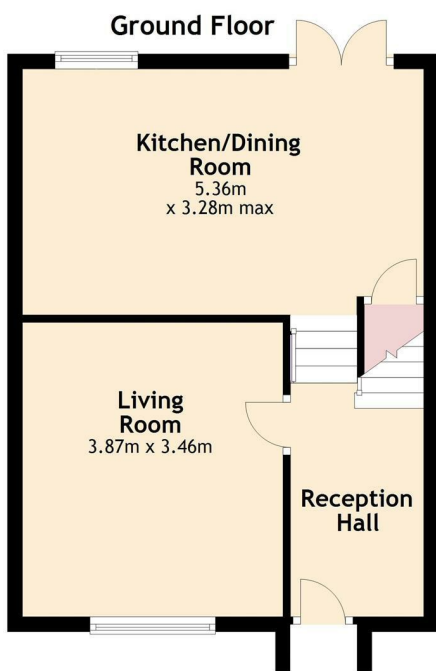 Ground Floor
Kitchen/Dining
Room
5.36m
x 3.28m max
Living
Room
3.87m x 3.46m
Reception
Hall